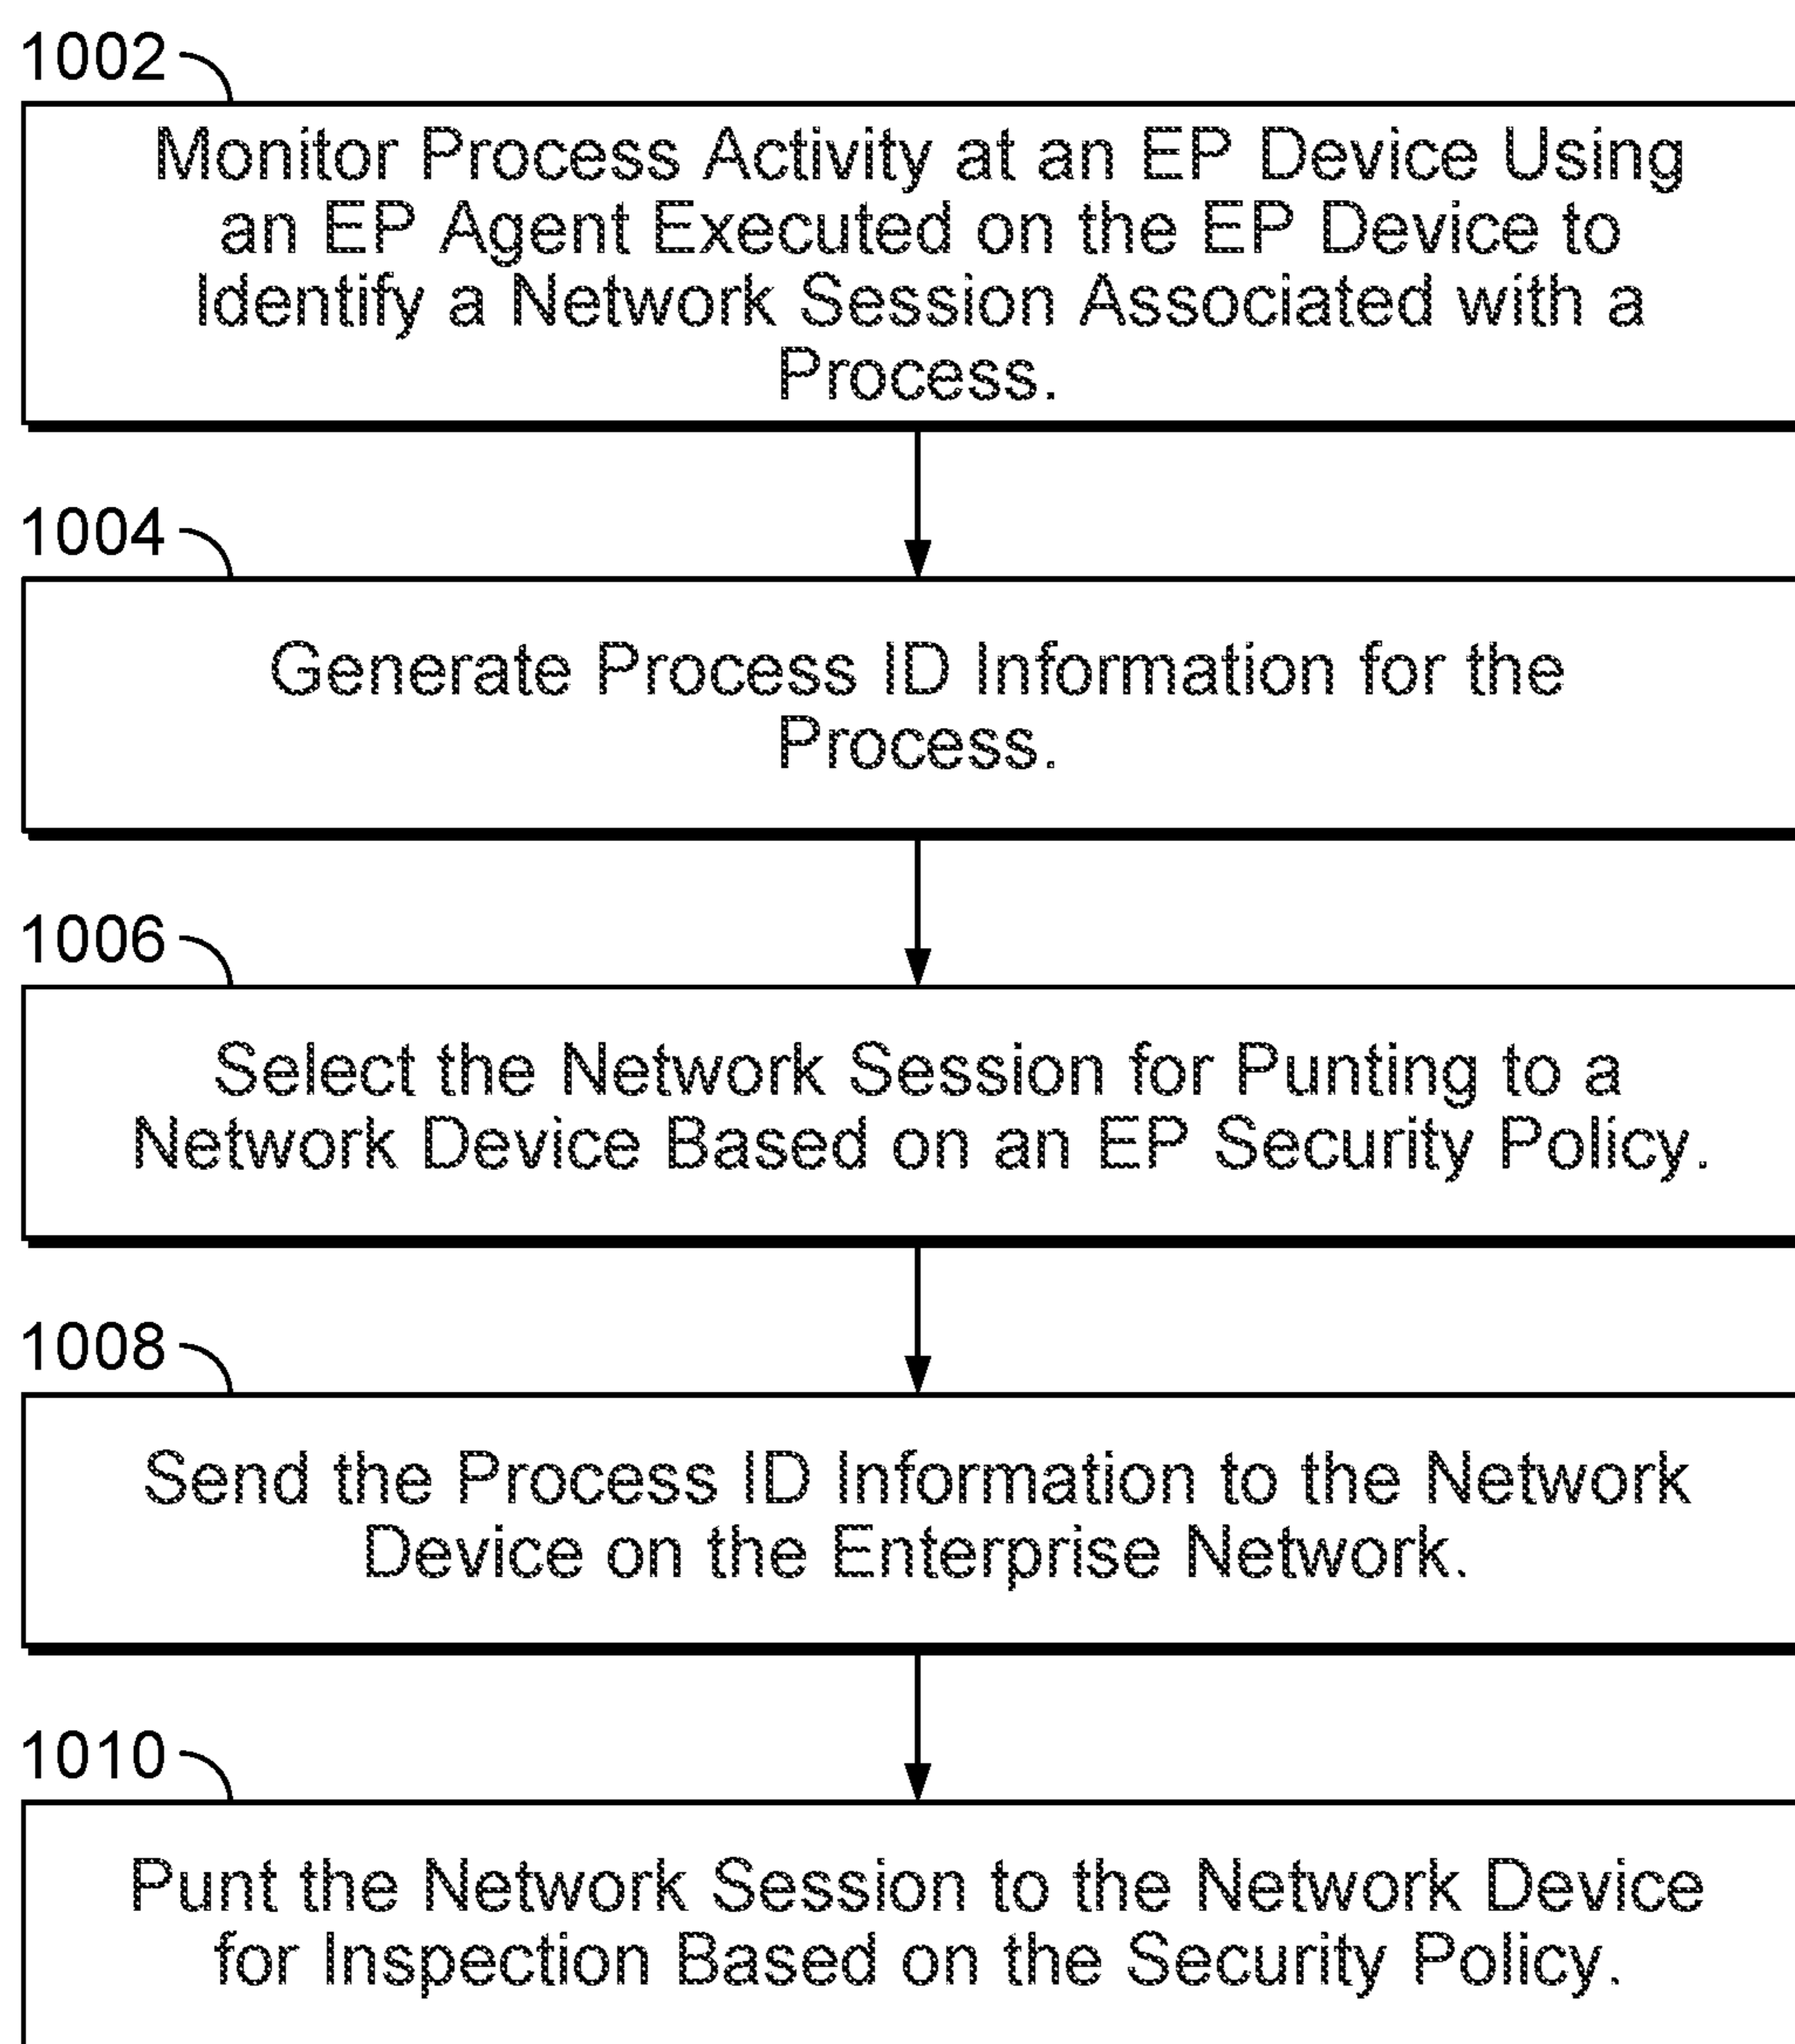 1002
Monitor Process Activity at an EP Device Using
an EP Agent Executed on the EP Device to
Identify a Network Session Associated with a
Process.
1004
Generate Process ID Information for the
Process.
1006
Select the Network Session for Punting to a
Network Device Based on an EP Security Policy.
1008
Send the Process ID Information to the Network
Device on the Enterprise Network.
1010
Punt the Network Session to the Network Device
for Inspection Based on the Security Policy.